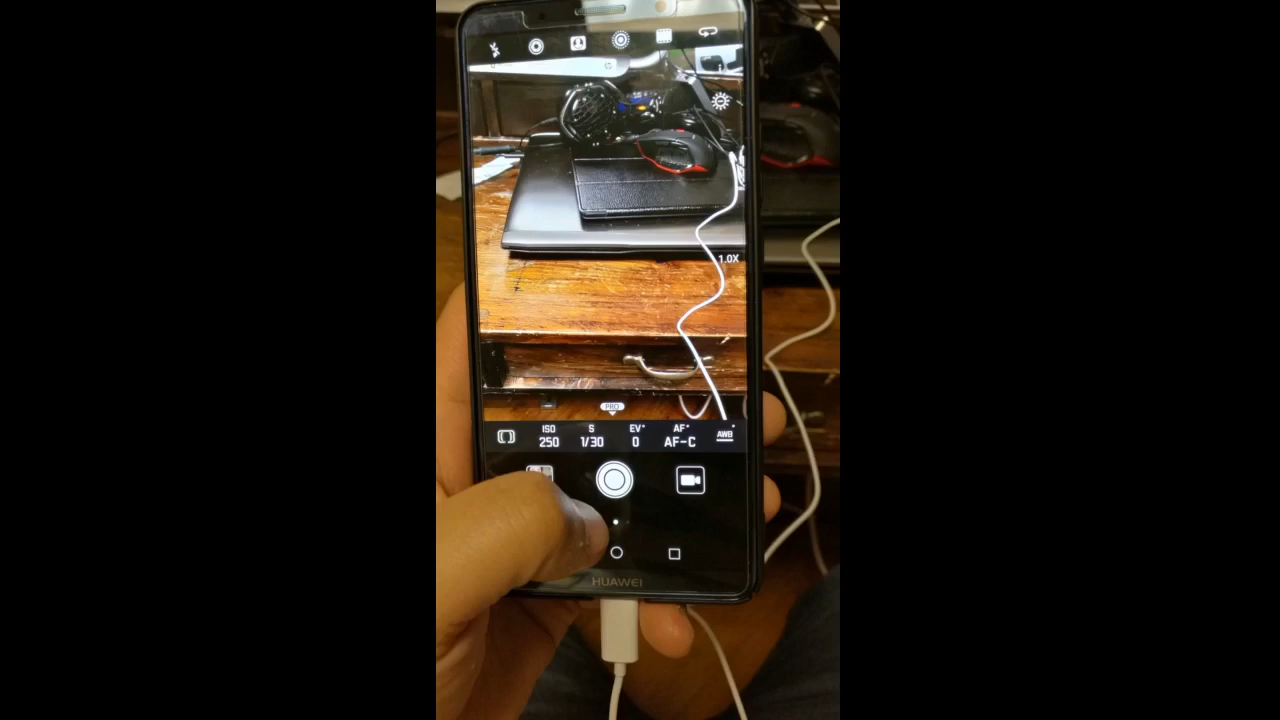 1.0X
PRO
ISO S EV• AF•
250 1/30 0 AF-C AWB
HUAWEI